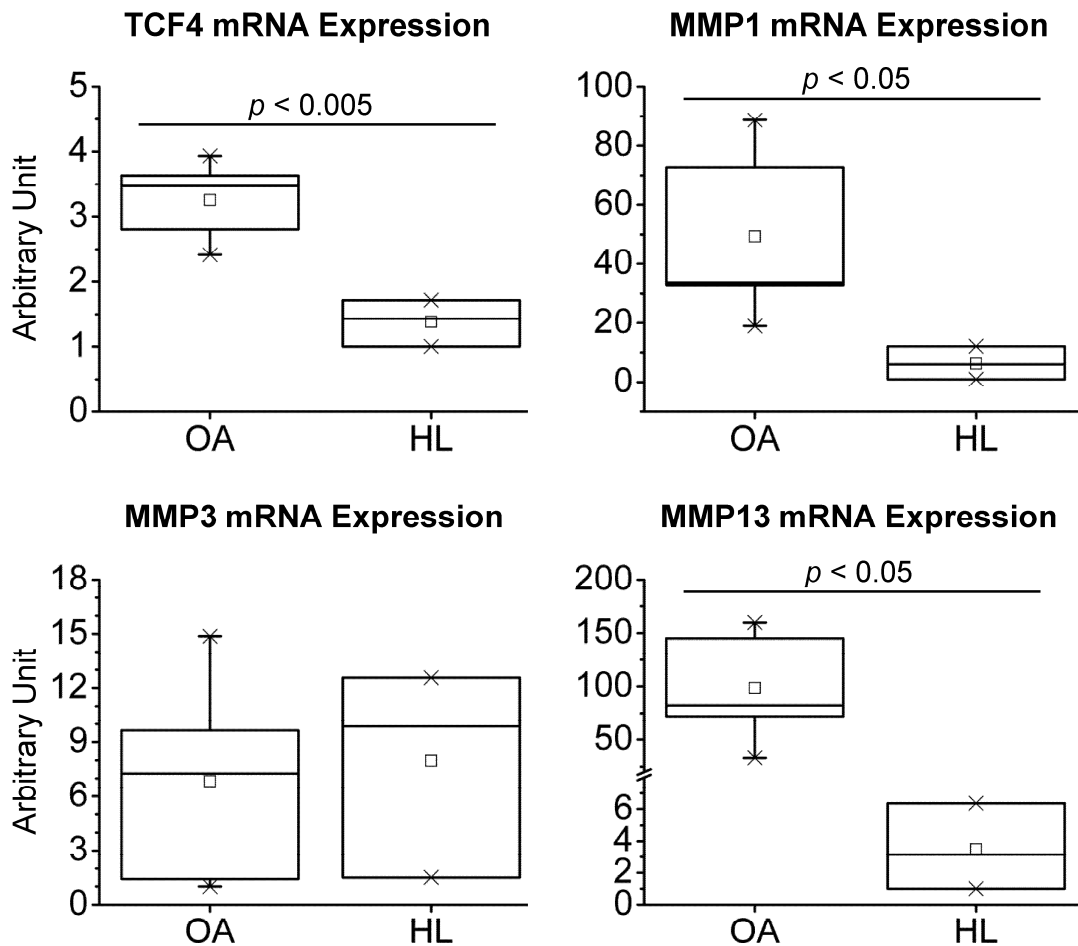 TCF4 mRNA Expression
5
4
3
2
1
0
Arbitrary Unit
p < 0.005
OA
HL
MMP1 mRNA Expression
100
80
60
40
20
0
p < 0.05
OA
HL
MMP3 mRNA Expression
18
15
12
9
6
3
0
Arbitrary Unit
OA
HL
MMP13 mRNA Expression
200
150
100
50
6
4
2
0
p < 0.05
OA
HL